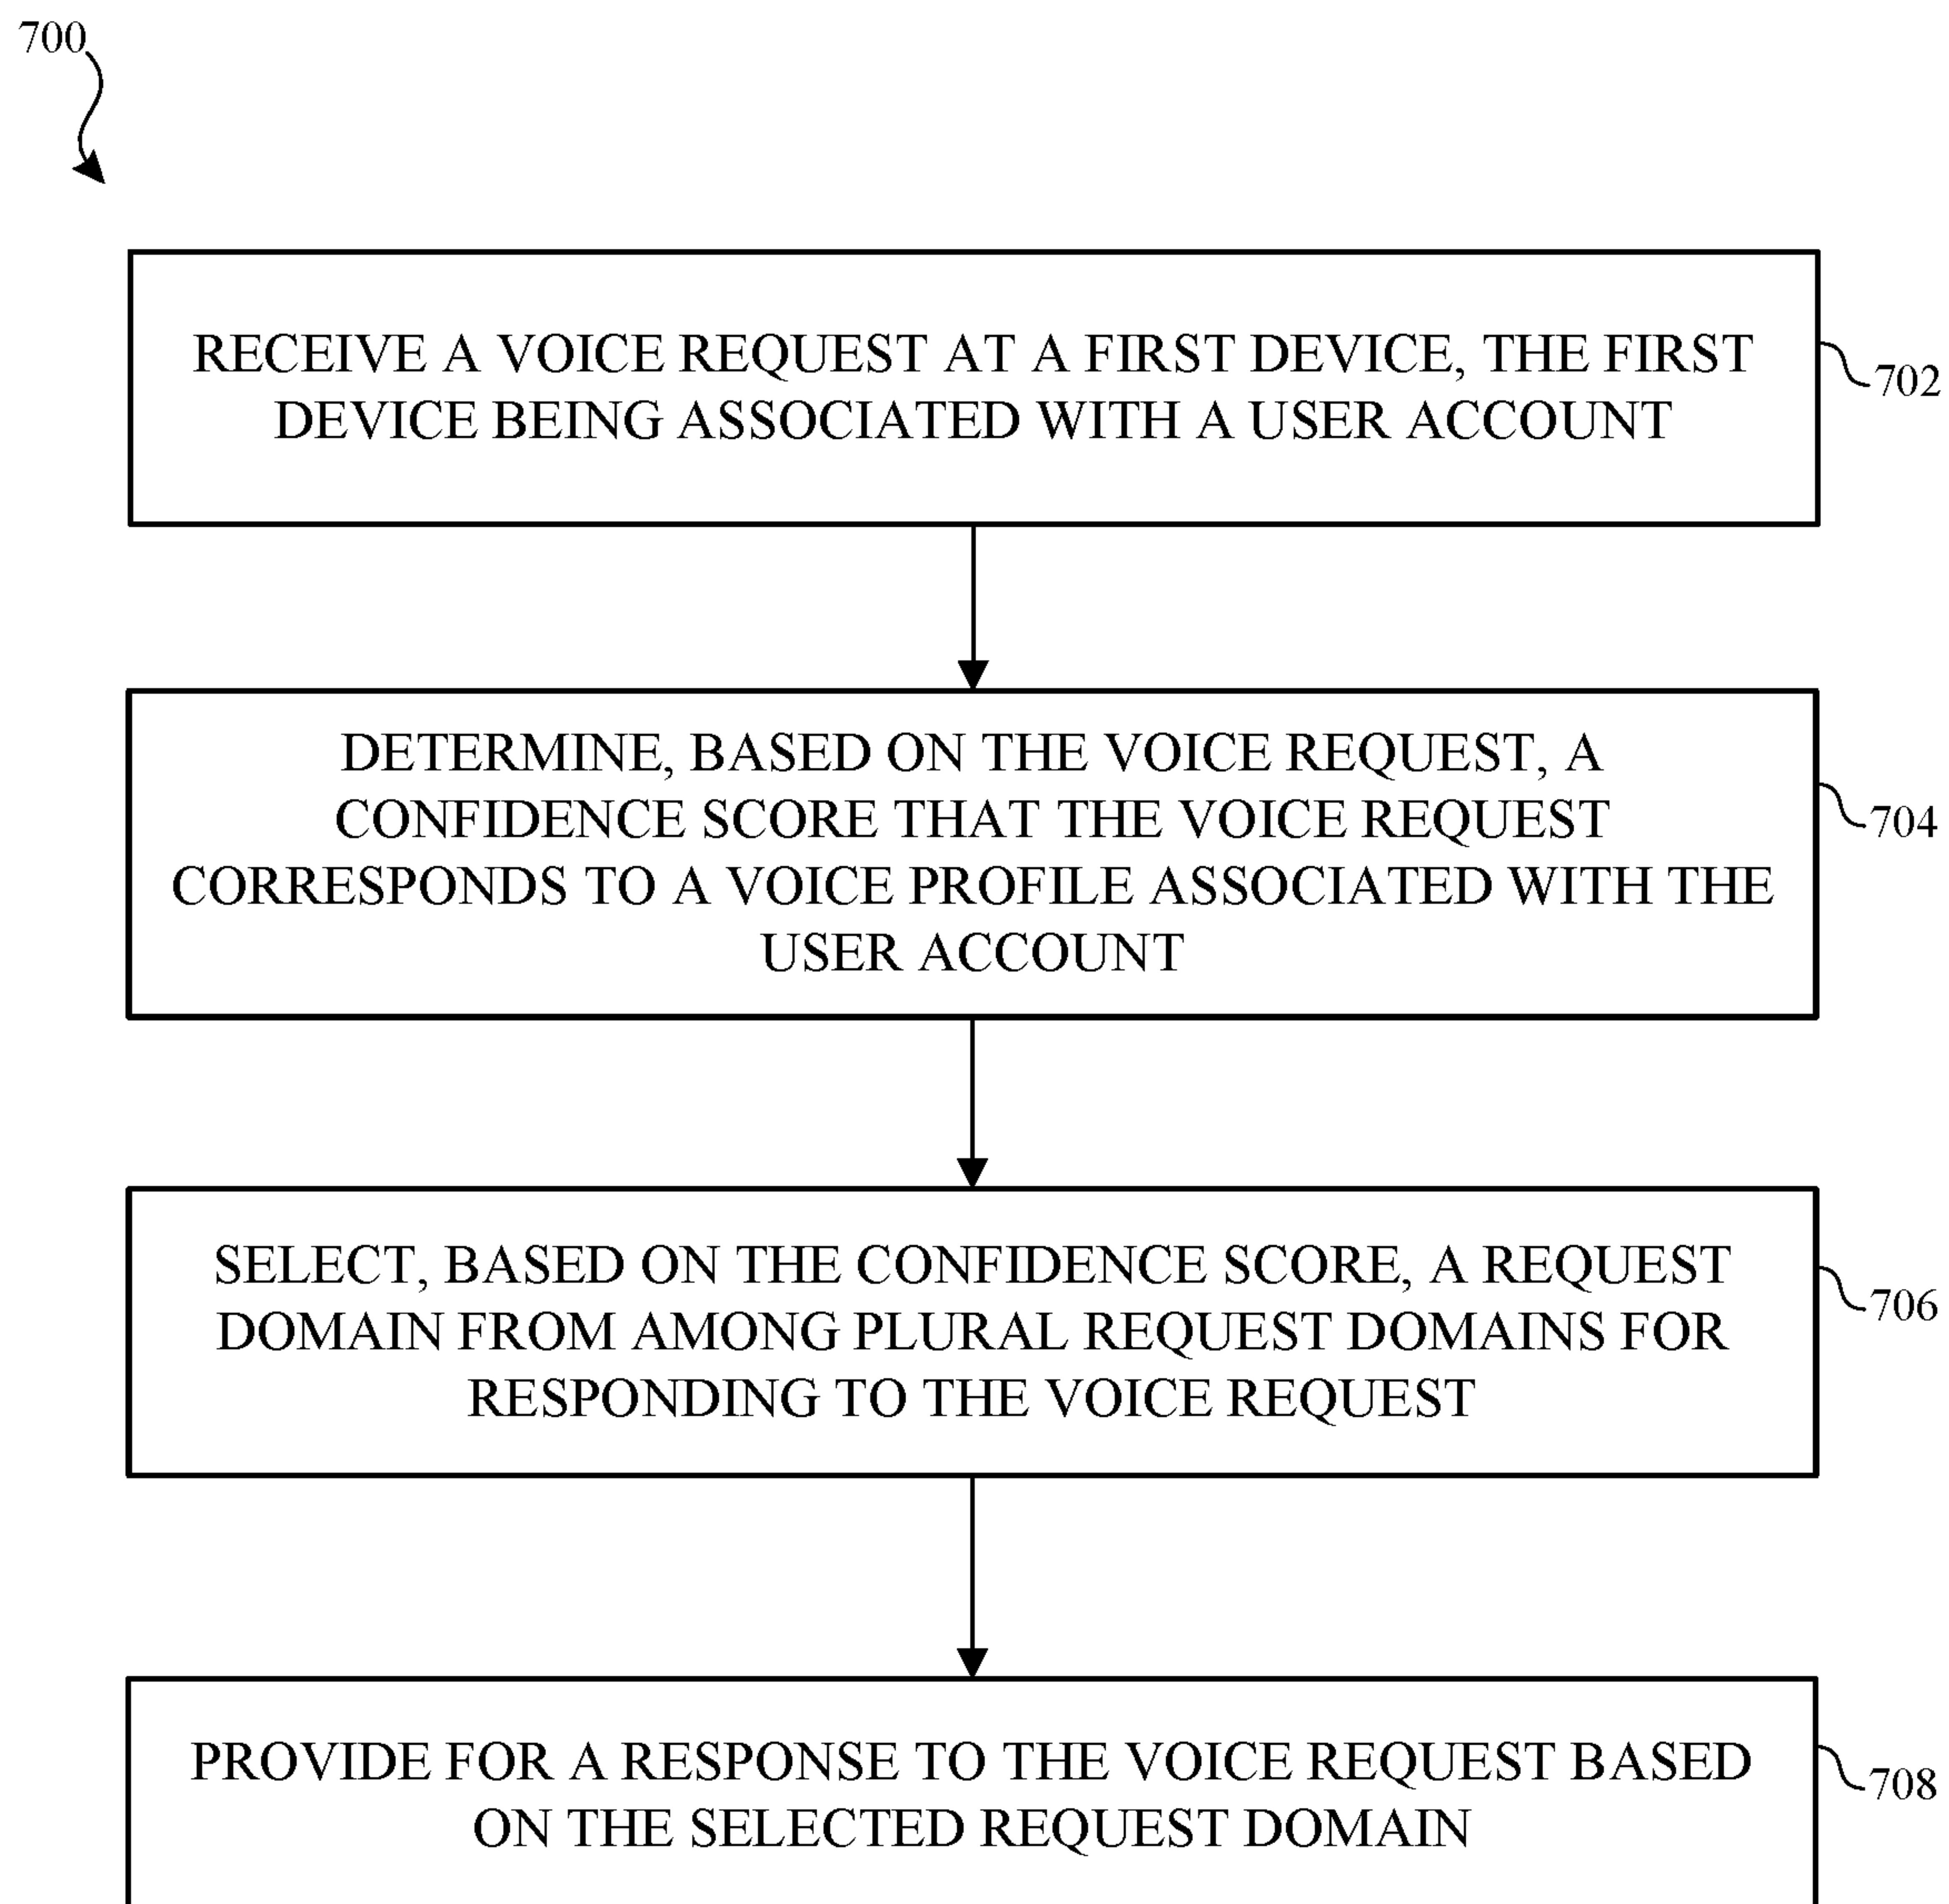 700
RECEIVE A VOICE REQUEST AT A FIRST DEVICE, THE FIRST
DEVICE BEING ASSOCIATED WITH A USER ACCOUNT
702
DETERMINE, BASED ON THE VOICE REQUEST, A
CONFIDENCE SCORE THAT THE VOICE REQUEST
CORRESPONDS TO A VOICE PROFILE ASSOCIATED WITH THE
USER ACCOUNT
704
SELECT, BASED ON THE CONFIDENCE SCORE, A REQUEST
DOMAIN FROM AMONG PLURAL REQUEST DOMAINS FOR
RESPONDING TO THE VOICE REQUEST
706
PROVIDE FOR A RESPONSE TO THE VOICE REQUEST BASED
ON THE SELECTED REQUEST DOMAIN
708